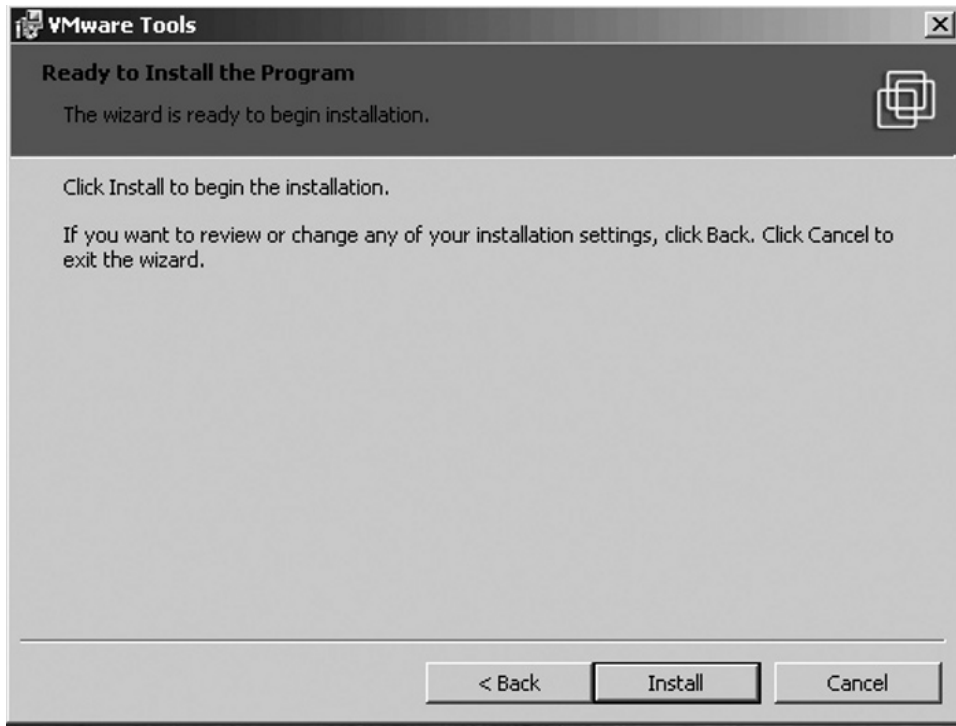 VMware Tools
Ready to Install the Program
The wizard is ready to begin installation.
Click Install to begin the installation.
If you want to review or change any of your installation settings, click Back. Click Cancel to
exit the wizard.
< Back
Install
Cancel